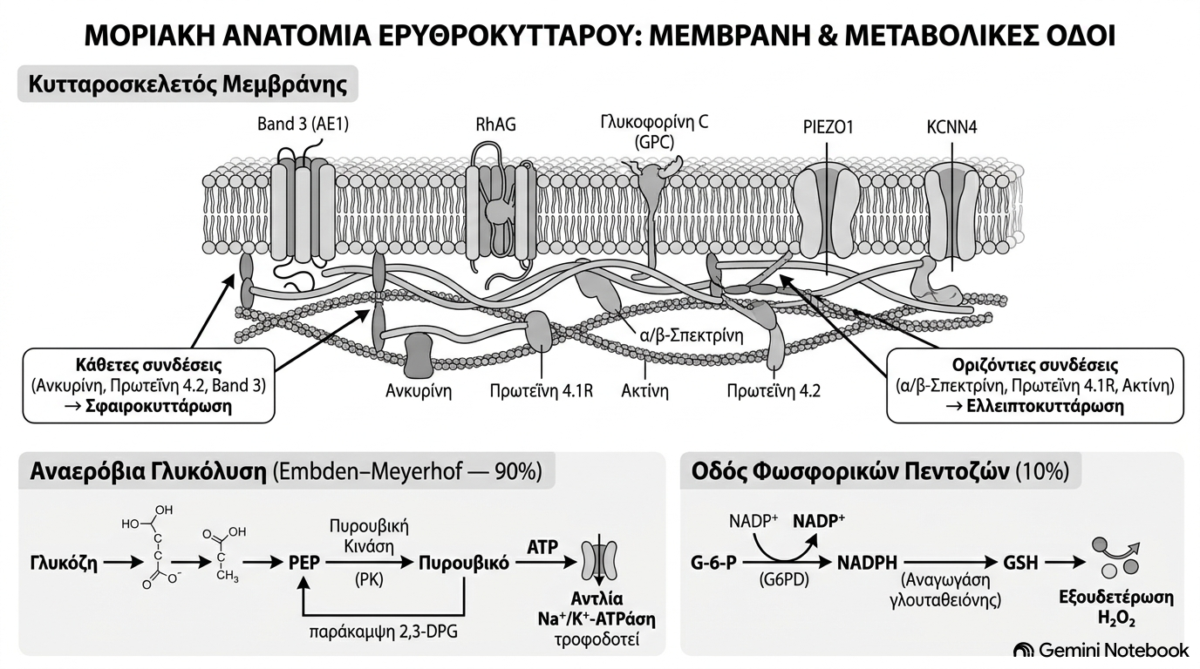 ΜΟΡΙΑΚΗ ΑΝΑΤΟΜΙΑ ΕΡΥΘΡΟΚΥΤΤΑΡΟΥ: ΜΕΜΒΡΑΝΗ & ΜΕΤΑΒΟΛΙΚΕΣ ΟΔΟΙ
Κυτταροσκελετός Μεμβράνης
Band 3 (AE1)
RhAG
Γλυκοφορίνη C
(GPC)
PIEZO1
KCNN4
Κάθετες συνδέσεις
(Ανκυρίνη, Πρωτεΐνη 4.2, Band 3)
→ Σφαιροκυττάρωση
Ανκυρίνη
Πρωτεΐνη 4.1R
Ακτίνη
α/β-Σπεκτρίνη
Πρωτεΐνη 4.2
Οριζόντιες συνδέσεις
(α/β-Σπεκτρίνη, Πρωτεΐνη 4.1R, Ακτίνη)
→ Ελλειπτοκυττάρωση
Αναερόβια Γλυκόλυση (Embden–Meyerhof — 90%)
Γλυκόζη
OH
HO
C
C
O
O⁻
O
OH
C
CH₃
PEP
Πυρουβική
Κινάση
(PK)
Πυρουβικό
παράκαμψη 2,3-DPG
ATP
Αντλία
Na⁺/K⁺-ATPάση
τροφοδοτεί
Οδός Φωσφορικών Πεντοζών (10%)
NADP⁺
NADP⁺
G-6-P
(G6PD)
NADPH
(Αναγωγάση
γλουταθειόνης)
GSH
Εξουδετέρωση
H₂O₂
Gemini Notebook